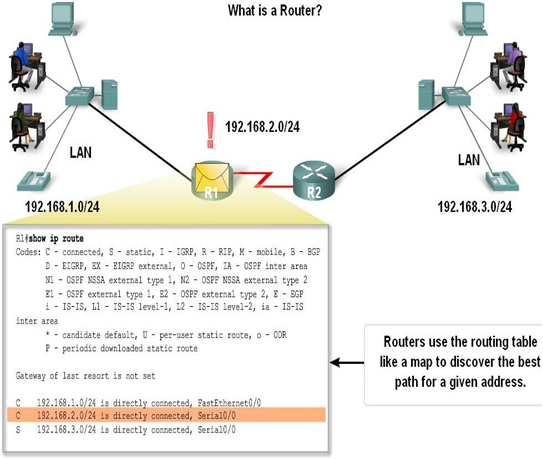 What is a Router?
192.168.2.0/24
LAN
LAN
R1
R2
192.168.1.0/24
192.168.3.0/24
R1#show ip route
Codes: C - connected, S - static, I - IGRP, R - RIP, M - mobile, B - BGP
D - EIGRP, EX - EIGRP external, O - OSPF, IA - OSPF inter area
N1 - OSPF NSSA external type 1, N2 - OSPF NSSA external type 2
E1 - OSPF external type 1, E2 - OSPF external type 2, E - EGP
i - IS-IS, L1 - IS-IS level-1, L2 - IS-IS level-2, ia - IS-IS
inter area
* - candidate default, U - per-user static route, o - ODR
P - periodic downloaded static route
Gateway of last resort is not set
C 192.168.1.0/24 is directly connected, FastEthernet0/0
C 192.168.2.0/24 is directly connected, Serial0/0
S 192.168.3.0/24 is directly connected, Serial0/0
Routers use the routing table
like a map to discover the best
path for a given address.